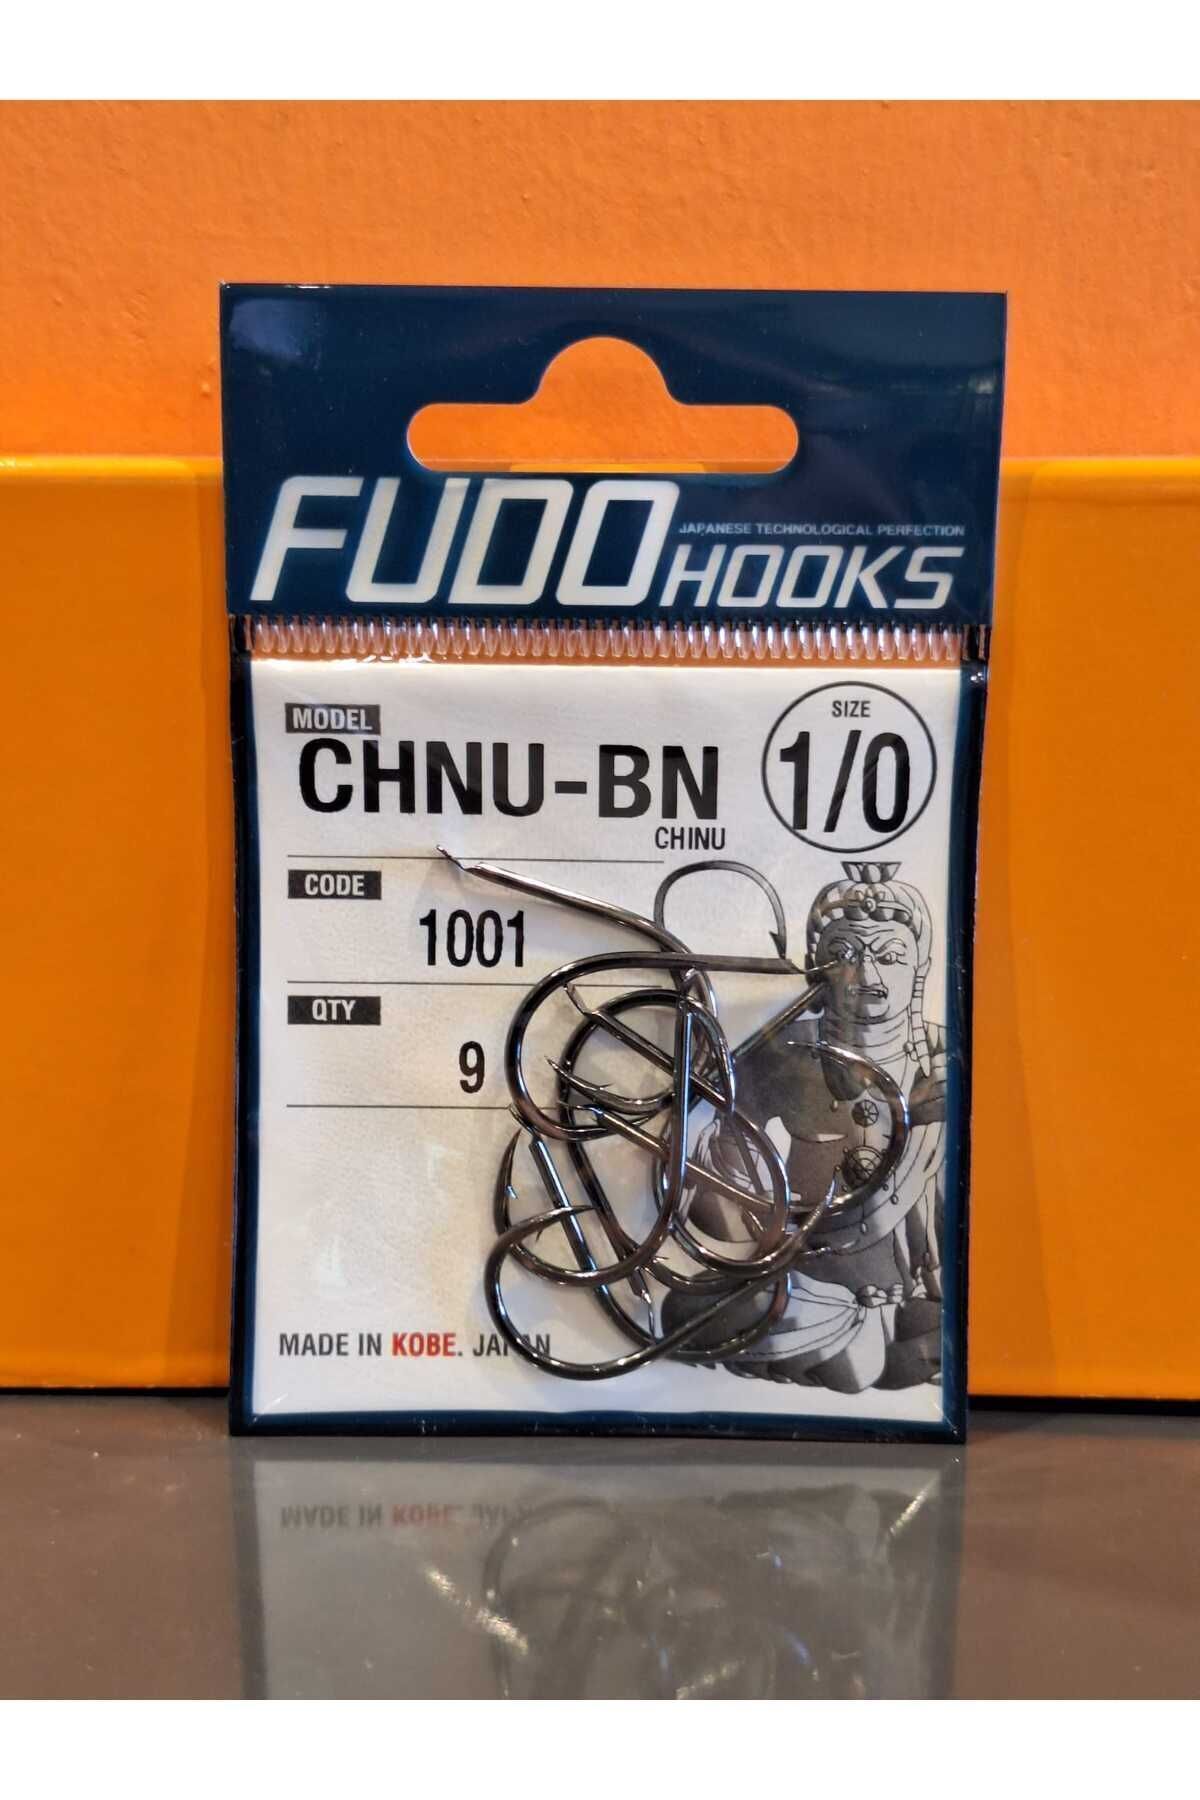 FUDO
JAPANESE TECHNOLOGICAL PERFECTION
HOOKS
MODEL
CHNU-BN
CHINU
SIZE
1/0
CODE
1001
QTY
9
MADE IN KOBE. JAPAN